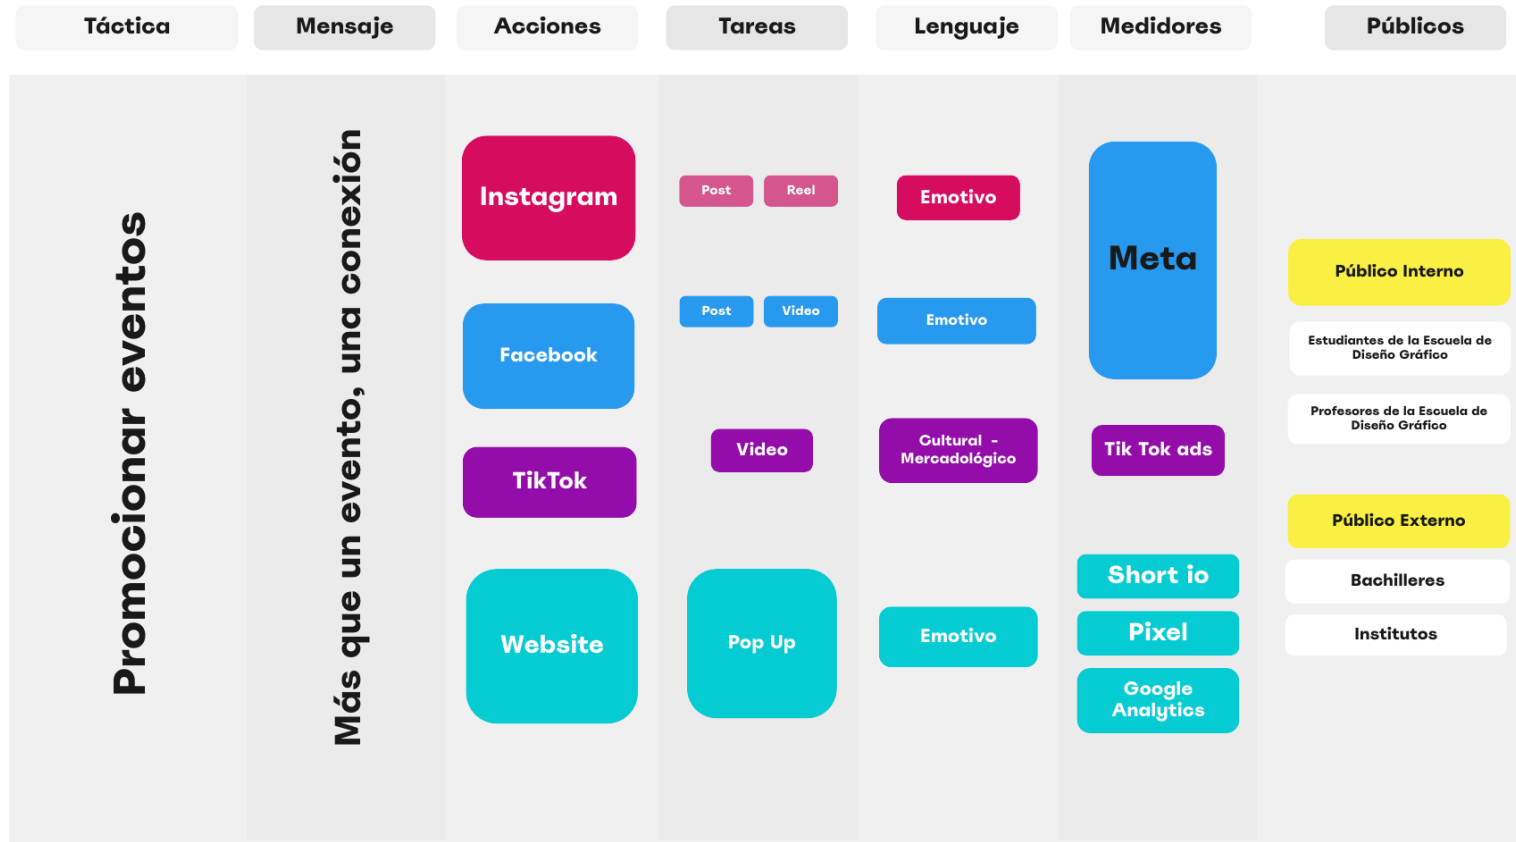 Táctica
Mensaje
Acciones
Tareas
Lenguaje
Medidores
Públicos
Promocionar eventos
Más que un evento, una conexión
Instagram
Post
Reel
Emotivo
Meta
Facebook
Post
Video
Emotivo
TikTok
Video
Cultural -
Mercadológico
Tik Tok ads
Website
Pop Up
Emotivo
Short io
Pixel
Google
Analytics
Público Interno
Estudiantes de la Escuela de
Diseño Gráfico
Profesores de la Escuela de
Diseño Gráfico
Público Externo
Bachilleres
Institutos